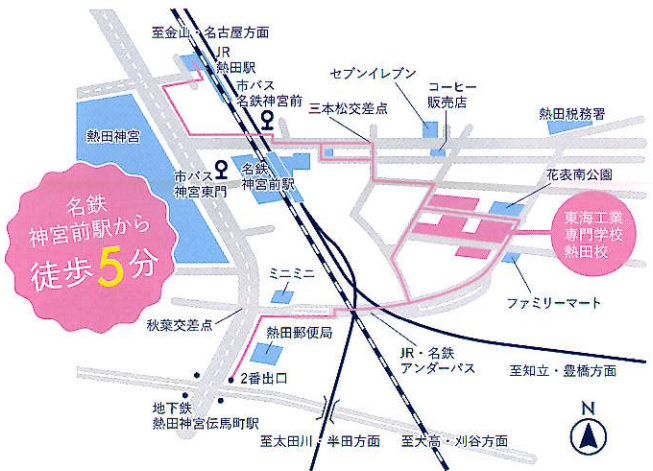 至金山・名古屋方面
JR
熱田駅
市バス
名鉄神宮前
セブンイレブン
コーヒー
販売店
三本松交差点
熱田税務署
熱田神宮
市バス
神宮東門
名鉄
神宮前駅
花表南公園
名鉄
神宮前駅から
徒歩5分
東海工業
専門学校
熱田校
ミニミニ
ファミリーマート
秋葉交差点
熱田郵便局
JR・名鉄
アンダーパス
2番出口
至知立・豊橋方面
地下鉄
熱田神宮伝馬町駅
至太田川・半田方面
至大高・刈谷方面
N